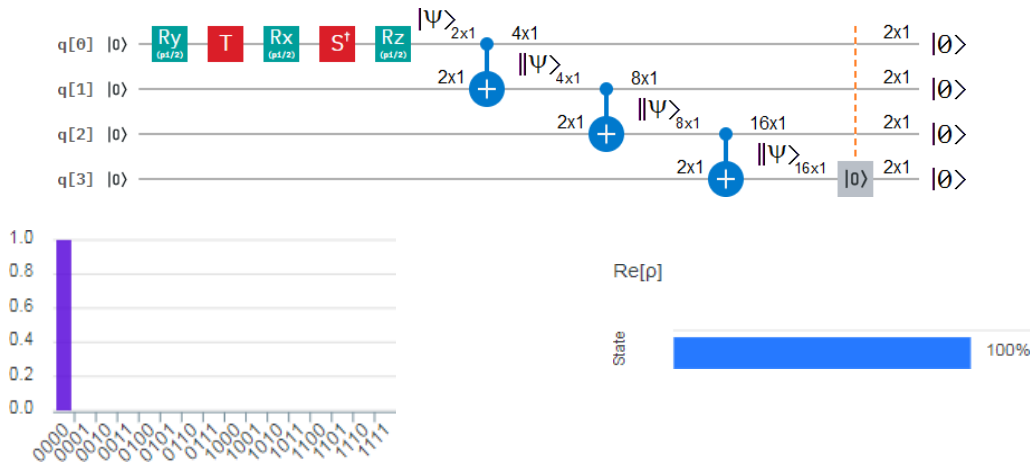 |Ψ⟩2x1 4x1 2x1
q[0] |0⟩ Ry (pi/2) T Rx (pi/2) S† Rz (pi/2) |0⟩
2x1 ‖Ψ⟩4x1 8x1 2x1
q[1] |0⟩ |0⟩
2x1 ‖Ψ⟩8x1 16x1 2x1
q[2] |0⟩ |0⟩
2x1 ‖Ψ⟩16x1 2x1
q[3] |0⟩ |0⟩ |0⟩
1.0
0.8
0.6
0.4
0.2
0.0
0000 0001 0010 0011 0100 0101 0110 0111 1000 1001 1010 1011 1100 1101 1110 1111
Re[ρ]
State
100%